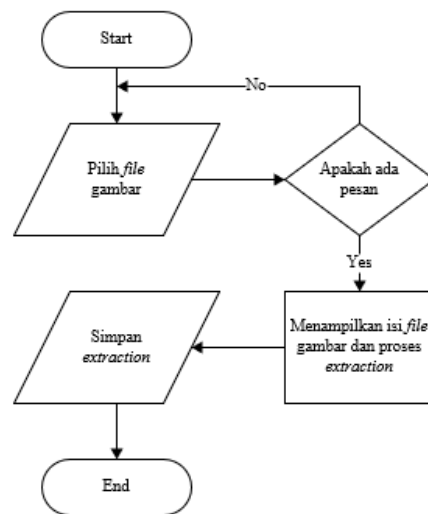 Start
No
Pilih file
gambar
Apakah ada
pesan
Yes
Menampilkan isi file
gambar dan proses
extraction
Simpan
extraction
End